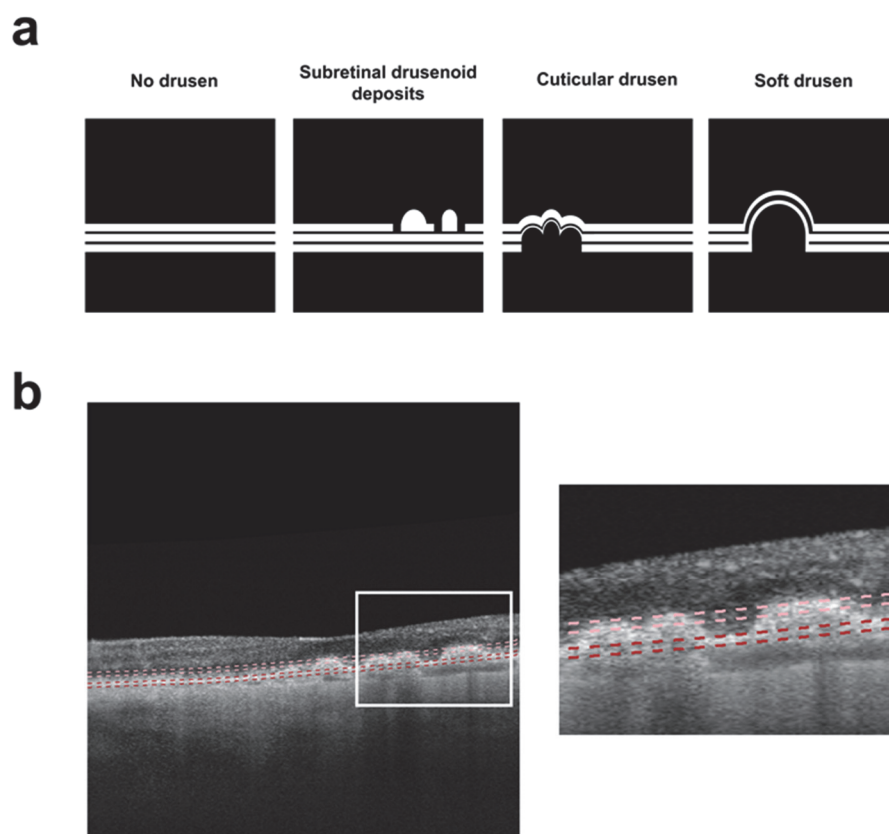 a
No drusen
Subretinal drusenoid
deposits
Cuticular drusen
Soft drusen
b